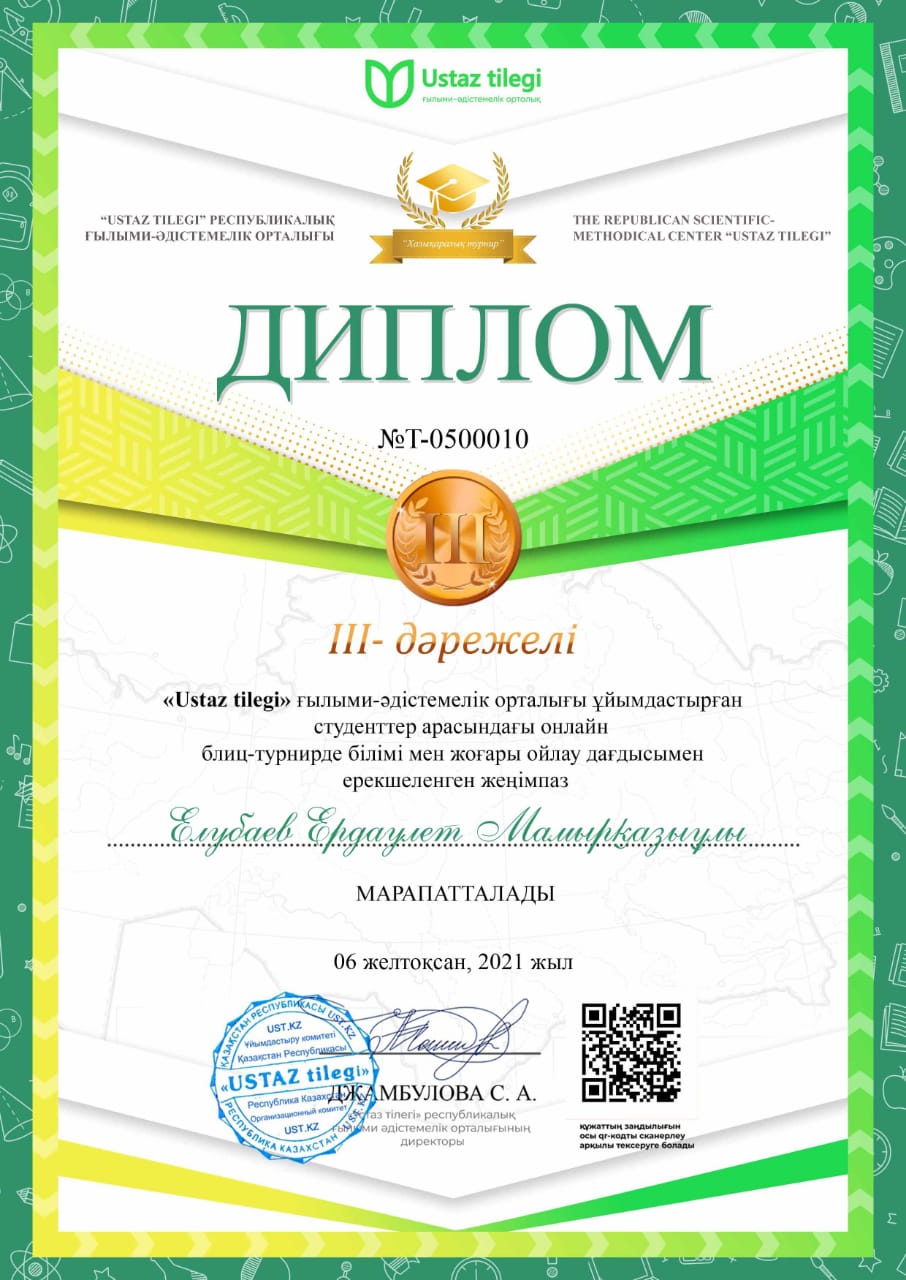 Ustaz tilegi
ғылыми-әдістемелік орталық
“USTAZ TILEGI” РЕСПУБЛИКАЛЫҚ
ҒЫЛЫМИ-ӘДІСТЕМЕЛІК ОРТАЛЫҒЫ
THE REPUBLICAN SCIENTIFIC-
METHODICAL CENTER “USTAZ TILEGI”
“Халықаралық турнир”
ДИПЛОМ
№T-0500010
III
III- дәрежелі
«Ustaz tilegi» ғылыми-әдістемелік орталығы ұйымдастырған
студенттер арасындағы онлайн
блиц-турнирде білімі мен жоғары ойлау дағдысымен
ерекшеленген жеңімпаз
Елубаев Ердаулет Мамырқазыұлы
МАРАПАТТАЛАДЫ
06 желтоқсан, 2021 жыл
ҚАЗАҚСТАН РЕСПУБЛИКАСЫ UST.KZ
UST.KZ
Ұйымдастыру комитеті
Қазақстан Республикасы
«USTAZ tilegi»
Республика Казахстан
Организационный комитет
UST.KZ
РЕСПУБЛИКА КАЗАХСТАН UST.KZ
ДЖАМБУЛОВА С. А.
тілегі» республикалық
ғылыми әдістемелік орталығының
директоры
құжаттың заңдылығын
осы qr-кодты сканерлеу
арқылы тексеруге болады